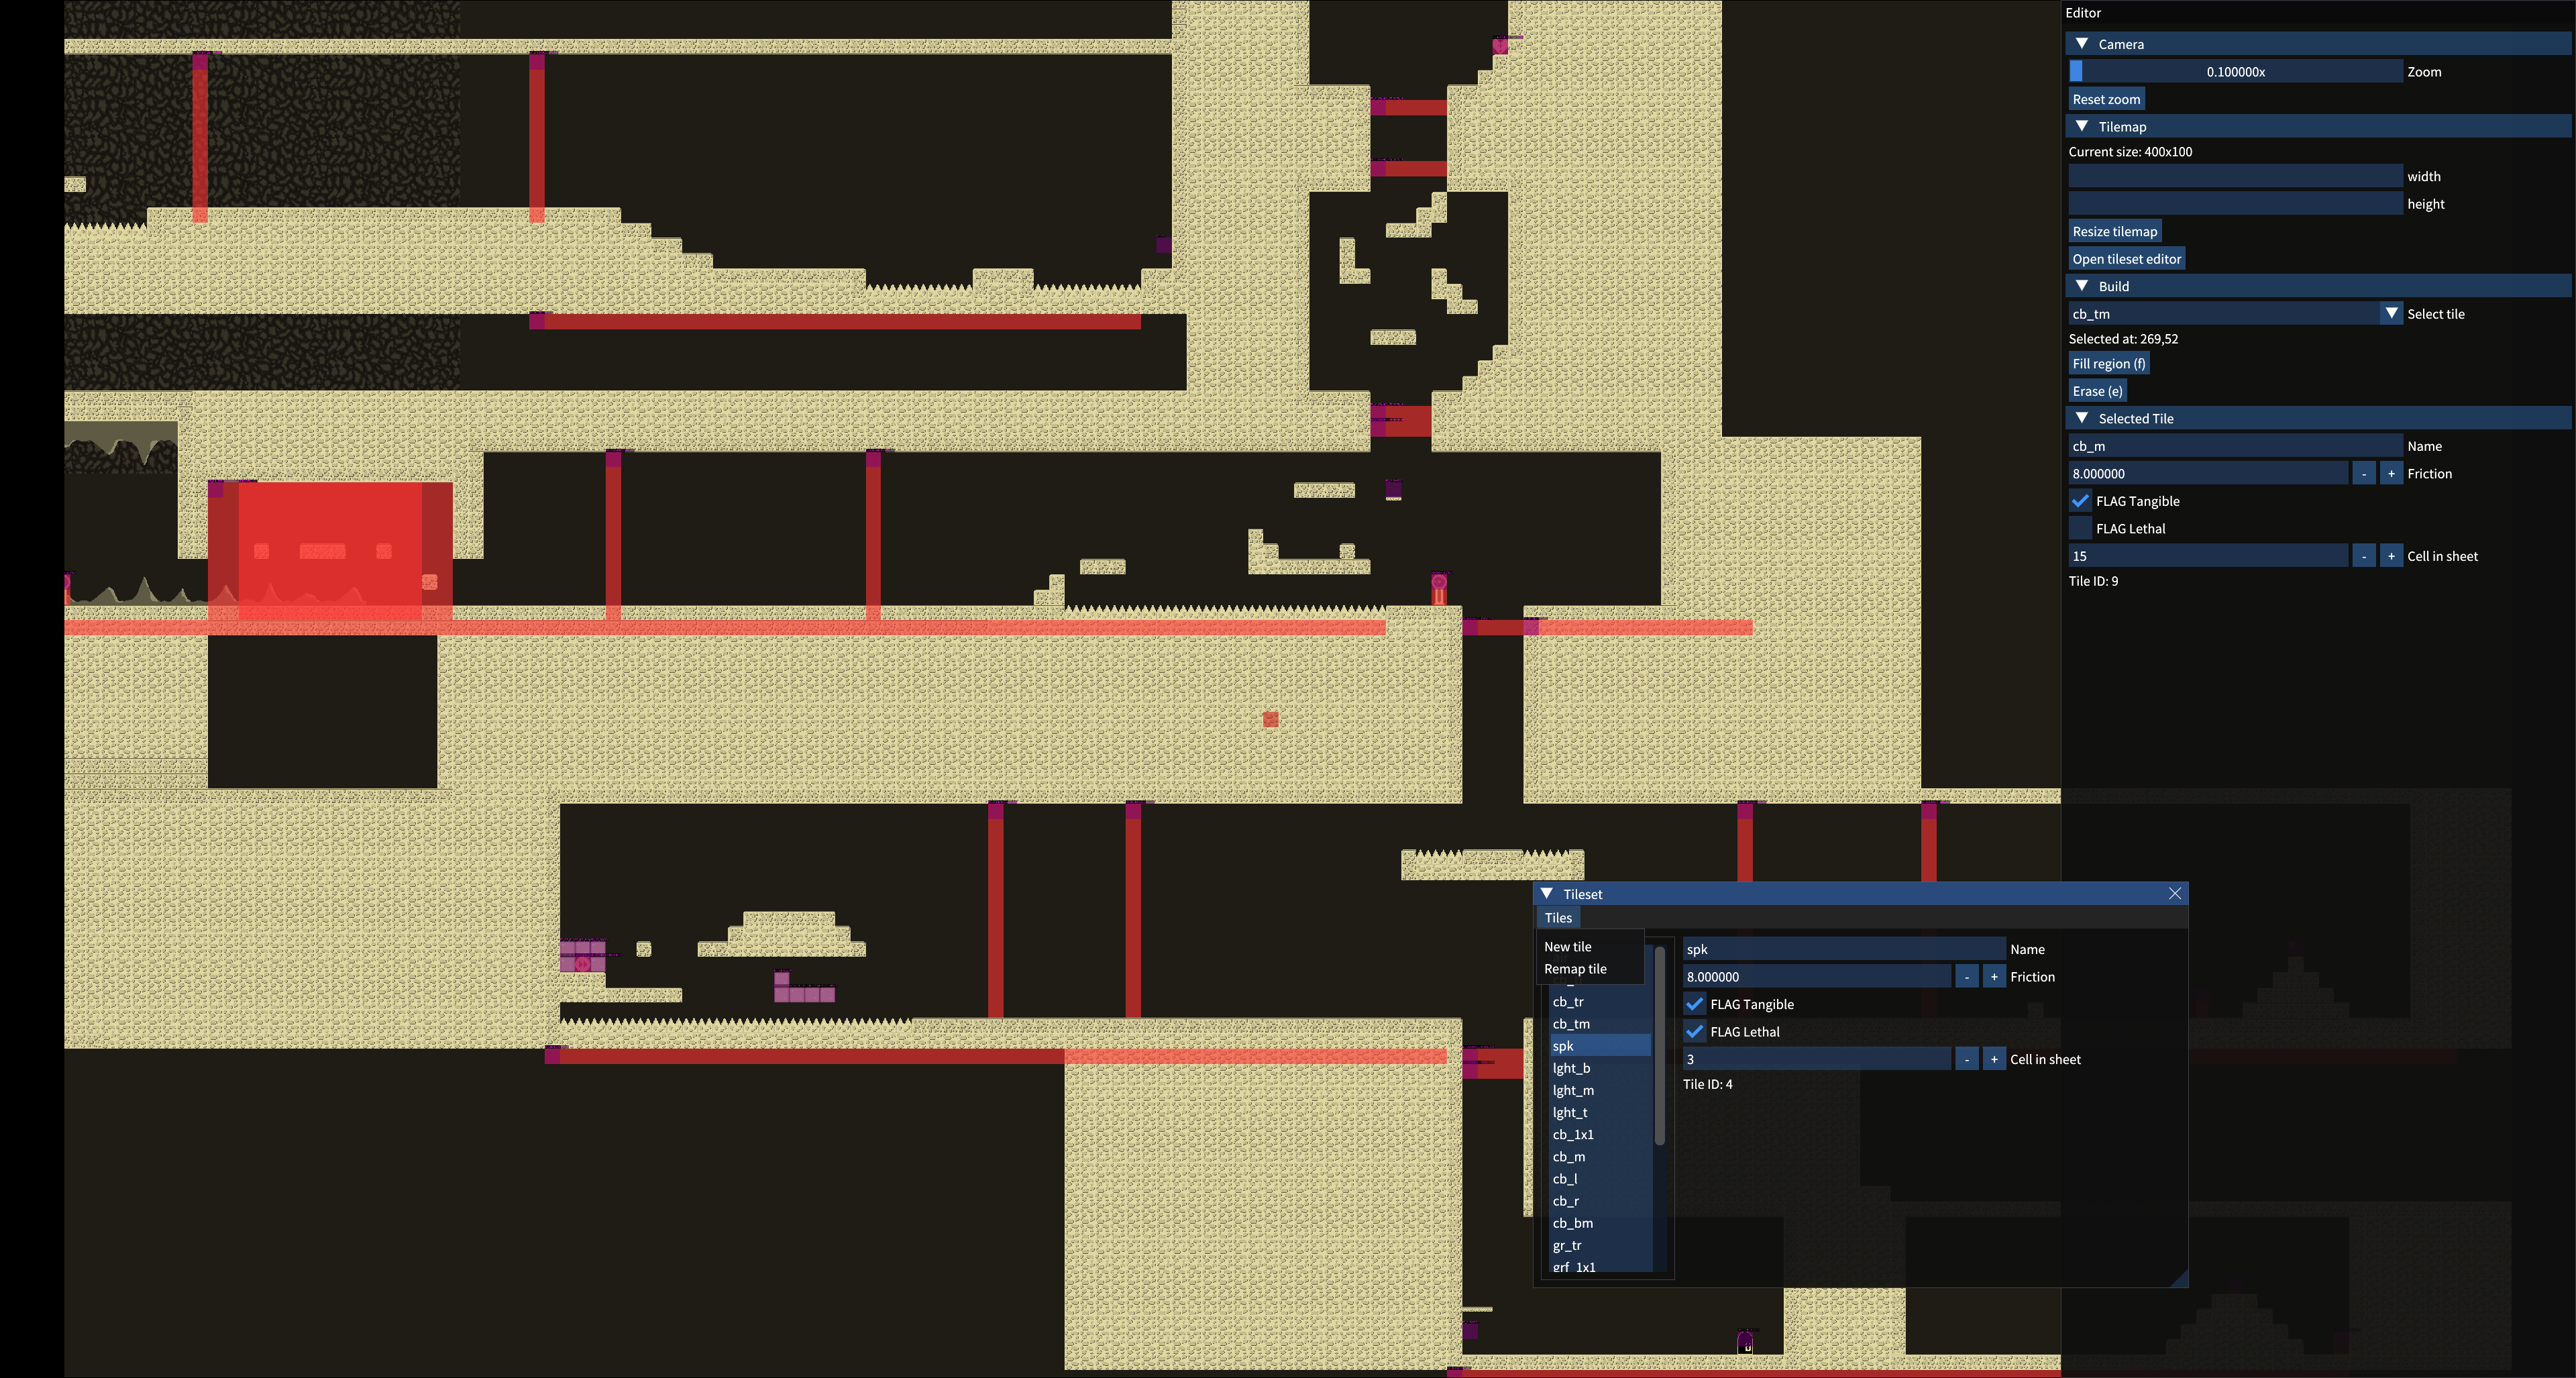 Editor
Camera
0.100000x Zoom
Reset zoom
Tilemap
Current size: 400x100
width
height
Resize tilemap
Open tileset editor
Build
cb_tm Select tile
Selected at: 269,52
Fill region (f)
Erase (e)
Selected Tile
cb_m Name
8.000000 - + Friction
FLAG Tangible
FLAG Lethal
15 - + Cell in sheet
Tile ID: 9
Tileset
Tiles
New tile
Remap tile
cb_tr
cb_tm
spk
lght_b
lght_m
lght_t
cb_1x1
cb_m
cb_l
cb_r
cb_bm
gr_tr
grf_1x1
spk Name
8.000000 - + Friction
FLAG Tangible
FLAG Lethal
3 - + Cell in sheet
Tile ID: 4